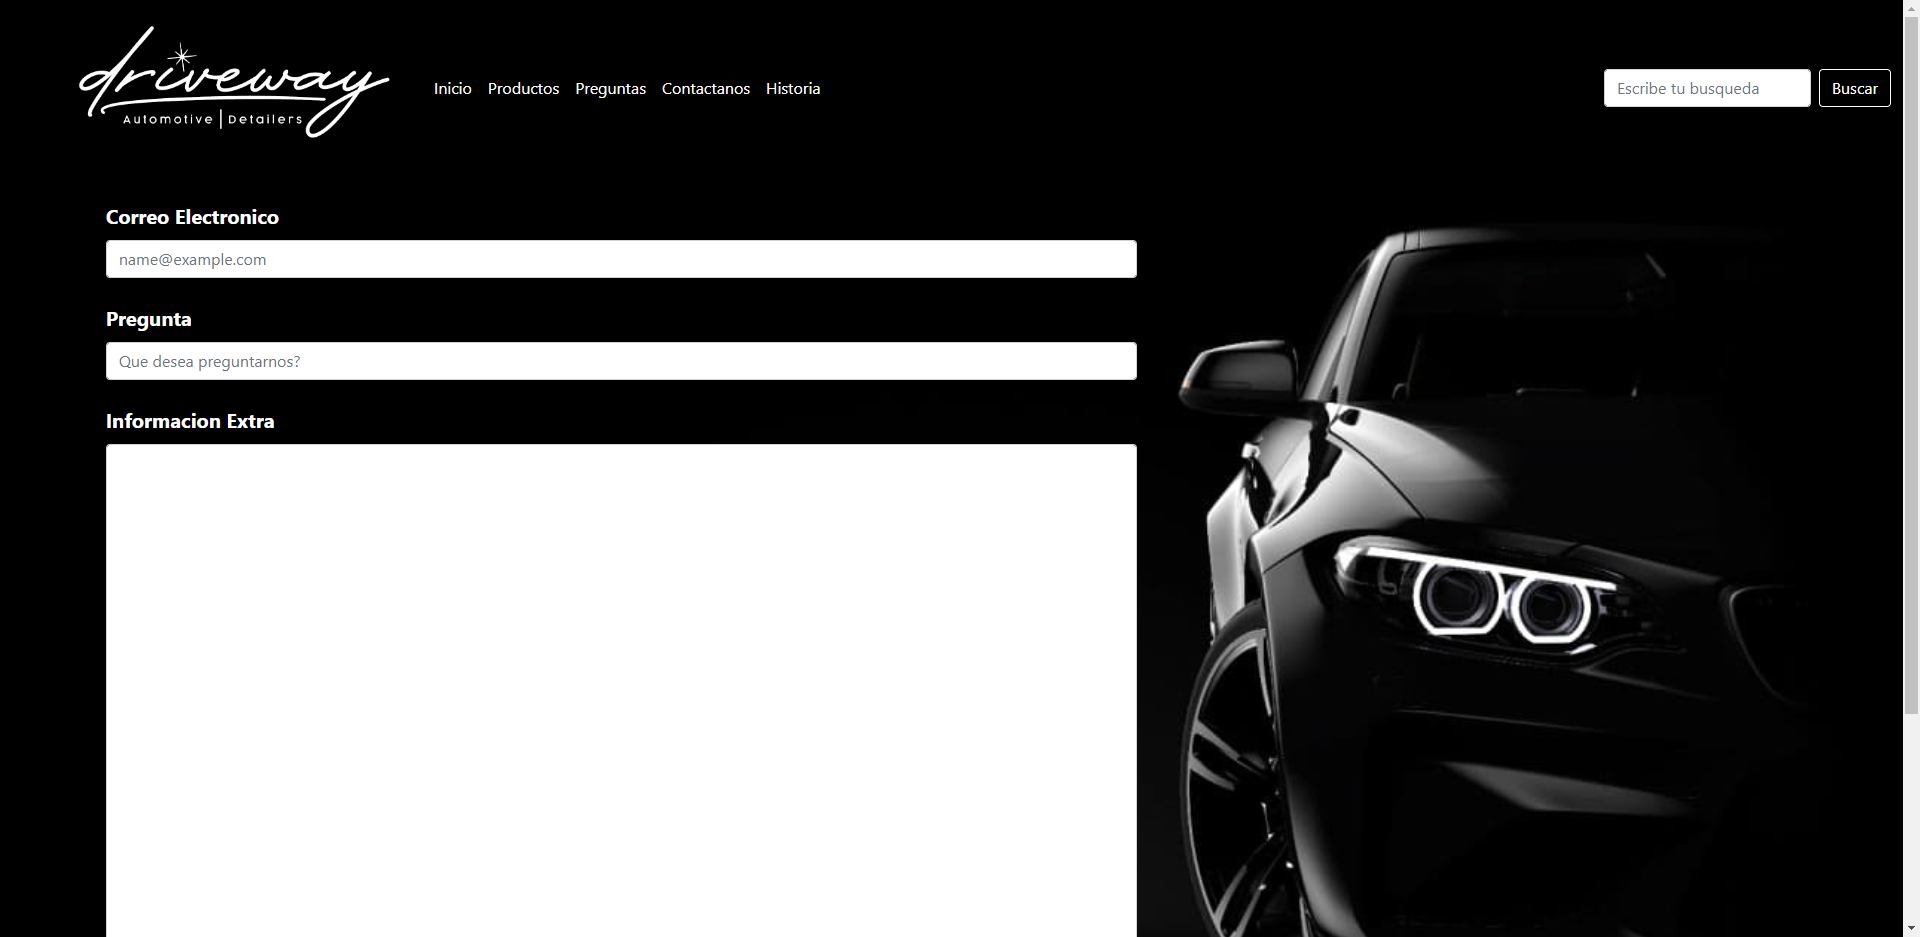 driveway
Automotive | Detailers
Inicio Productos Preguntas Contactanos Historia
Escribe tu busqueda Buscar
Correo Electronico
name@example.com
Pregunta
Que desea preguntarnos?
Informacion Extra